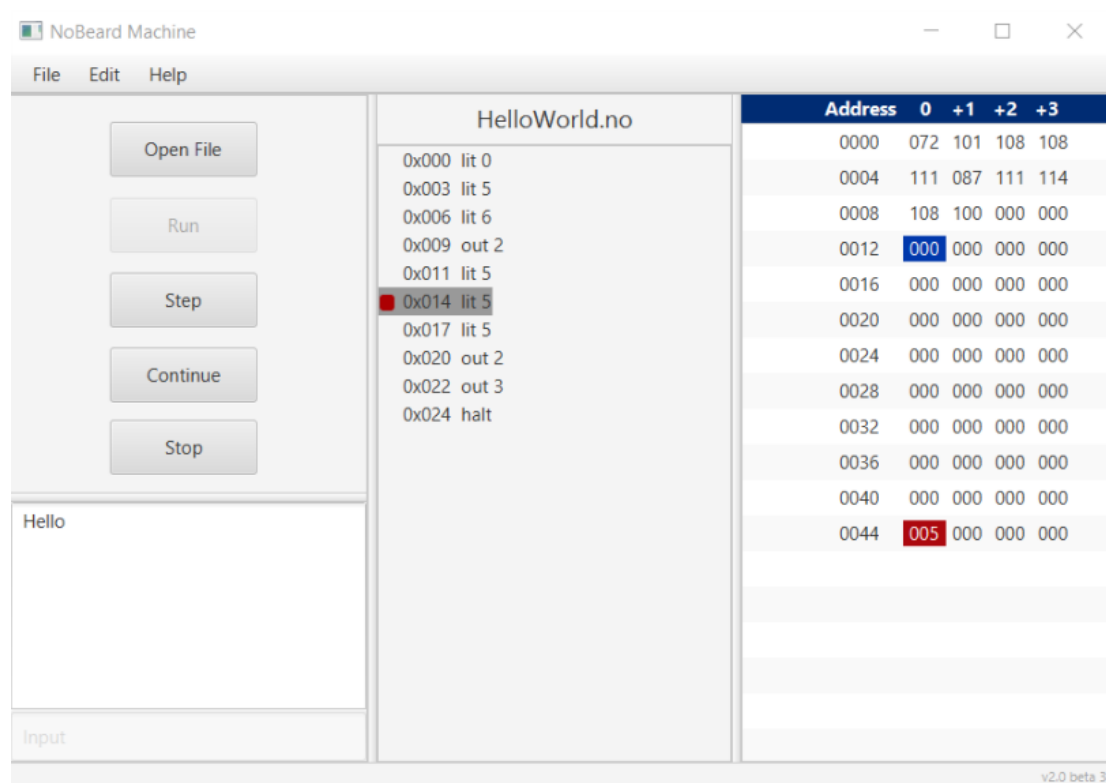 NoBeard Machine
File Edit Help
Open File
Run
Step
Continue
Stop
Hello
Input
HelloWorld.no
0x000 lit 0
0x003 lit 5
0x006 lit 6
0x009 out 2
0x011 lit 5
0x014 lit 5
0x017 lit 5
0x020 out 2
0x022 out 3
0x024 halt
Address 0 +1 +2 +3
0000 072 101 108 108
0004 111 087 111 114
0008 108 100 000 000
0012 000 000 000 000
0016 000 000 000 000
0020 000 000 000 000
0024 000 000 000 000
0028 000 000 000 000
0032 000 000 000 000
0036 000 000 000 000
0040 000 000 000 000
0044 005 000 000 000
v2.0 beta 3